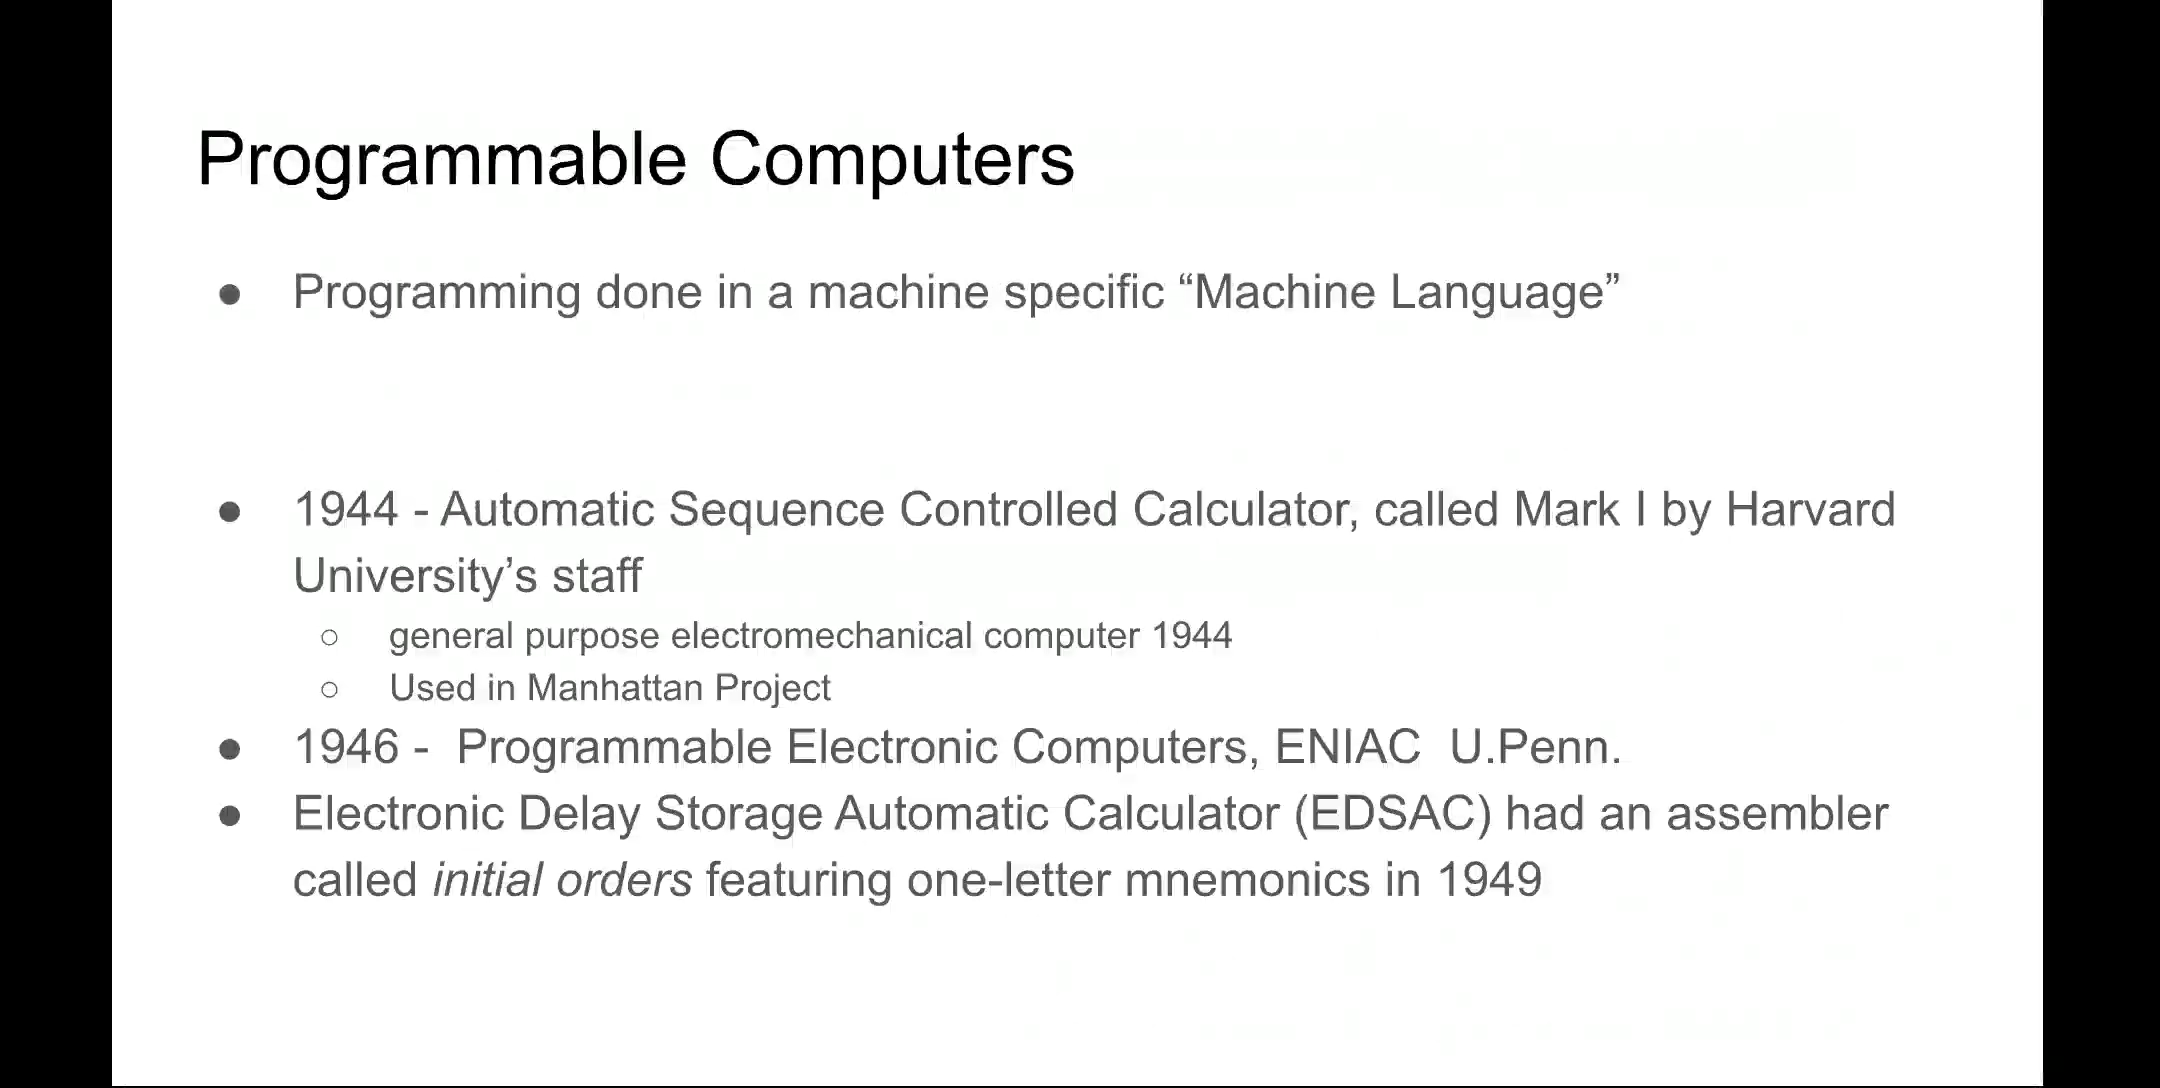 Programmable Computers
● Programming done in a machine specific “Machine Language”
● 1944 - Automatic Sequence Controlled Calculator, called Mark I by Harvard
University’s staff
○ general purpose electromechanical computer 1944
○ Used in Manhattan Project
● 1946 -  Programmable Electronic Computers, ENIAC  U.Penn.
● Electronic Delay Storage Automatic Calculator (EDSAC) had an assembler
called initial orders featuring one-letter mnemonics in 1949